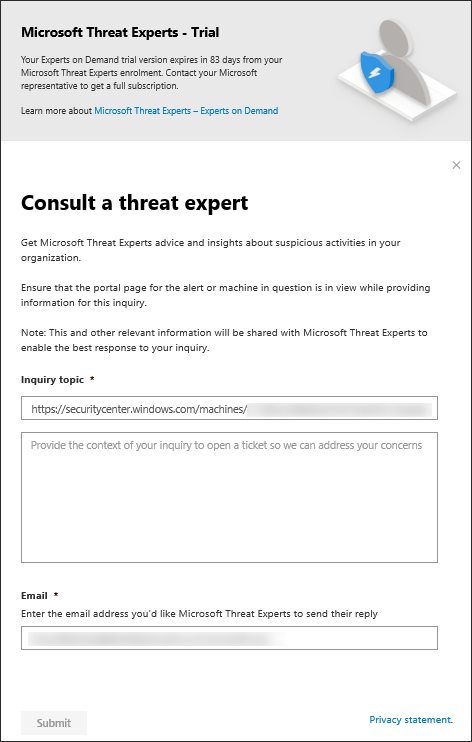 Microsoft Threat Experts - Trial
Your Experts on Demand trial version expires in 83 days from your
Microsoft Threat Experts enrolment. Contact your Microsoft
representative to get a full subscription.
Learn more about Microsoft Threat Experts – Experts on Demand
Consult a threat expert
Get Microsoft Threat Experts advice and insights about suspicious activities in your
organization.
Ensure that the portal page for the alert or machine in question is in view while providing
information for this inquiry.
Note: This and other relevant information will be shared with Microsoft Threat Experts to
enable the best response to your inquiry.
Inquiry topic *
https://securitycenter.windows.com/machines/
Provide the context of your inquiry to open a ticket so we can address your concerns
Email *
Enter the email address you'd like Microsoft Threat Experts to send their reply
Submit
Privacy statement.